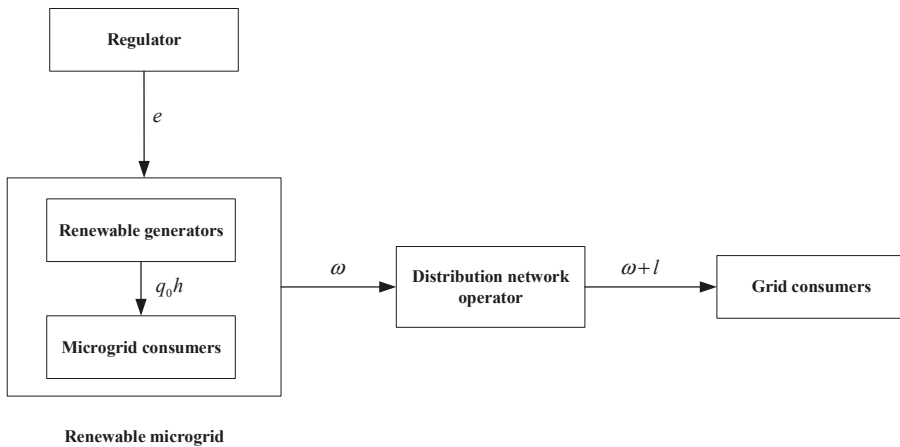 Regulator
e
Renewable generators
q₀h
Microgrid consumers
ω
Distribution network
operator
ω+l
Grid consumers
Renewable microgrid